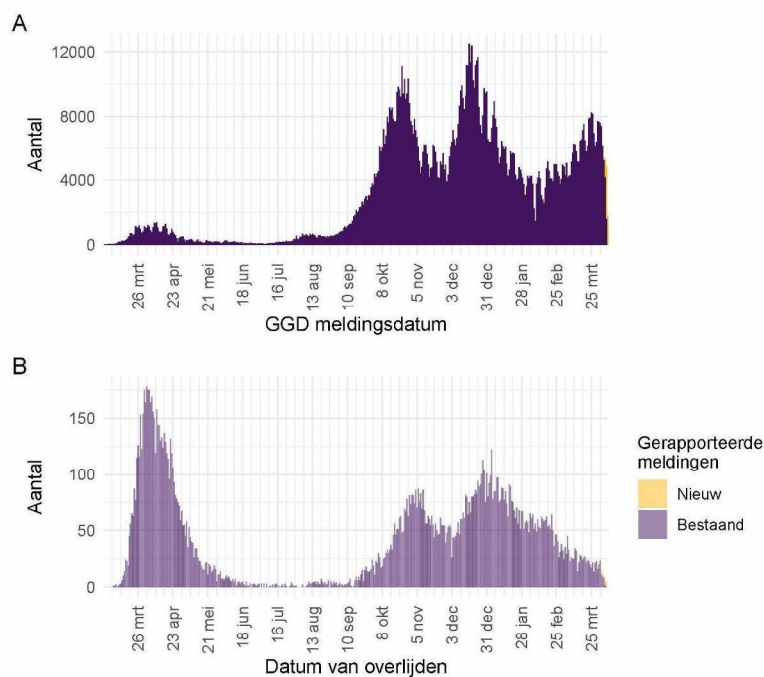 A
12000
8000
4000
0
Aantal
26 mrt
23 apr
21 mei
18 jun
16 jul
13 aug
10 sep
8 okt
5 nov
3 dec
31 dec
28 jan
25 feb
25 mrt
GGD meldingsdatum
B
150
100
50
0
Aantal
26 mrt
23 apr
21 mei
18 jun
16 jul
13 aug
10 sep
8 okt
5 nov
3 dec
31 dec
28 jan
25 feb
25 mrt
Datum van overlijden
Gerapporteerde
meldingen
Nieuw
Bestaand